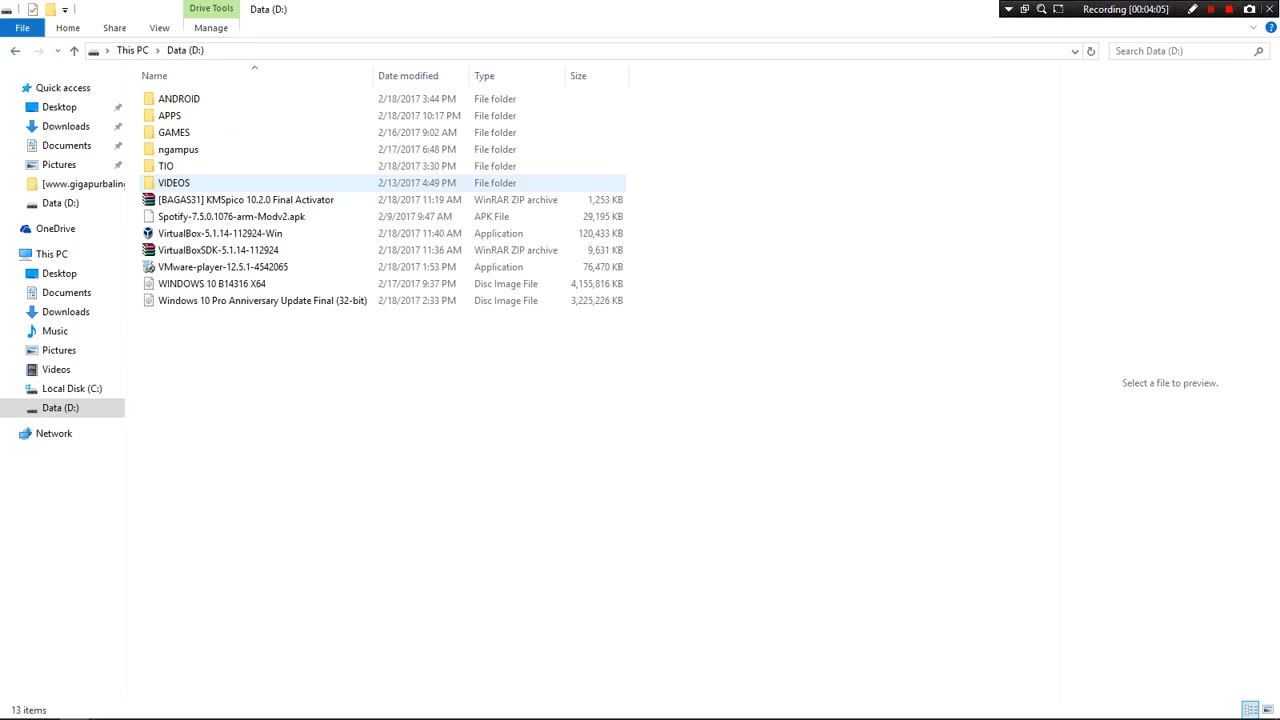 Drive Tools
Data (D:)
Recording [00:04:05]
File
Home
Share
View
Manage
This PC
Data (D:)
Search Data (D:)
Name
Date modified
Type
Size
Quick access
Desktop
Downloads
Documents
Pictures
[www.gigapurbaling
Data (D:)
OneDrive
This PC
Desktop
Documents
Downloads
Music
Pictures
Videos
Local Disk (C:)
Data (D:)
Network
ANDROID 2/18/2017 3:44 PM File folder
APPS 2/18/2017 10:17 PM File folder
GAMES 2/16/2017 9:02 AM File folder
ngampus 2/17/2017 6:48 PM File folder
TIO 2/18/2017 3:30 PM File folder
VIDEOS 2/13/2017 4:49 PM File folder
[BAGAS31] KMSpico 10.2.0 Final Activator 2/18/2017 11:19 AM WinRAR ZIP archive 1,253 KB
Spotify-7.5.0.1076-arm-Modv2.apk 2/9/2017 9:47 AM APK File 29,195 KB
VirtualBox-5.1.14-112924-Win 2/18/2017 11:40 AM Application 120,433 KB
VirtualBoxSDK-5.1.14-112924 2/18/2017 11:36 AM WinRAR ZIP archive 9,631 KB
VMware-player-12.5.1-4542065 2/18/2017 1:53 PM Application 76,470 KB
WINDOWS 10 B14316 X64 2/17/2017 9:37 PM Disc Image File 4,155,816 KB
Windows 10 Pro Anniversary Update Final (32-bit) 2/18/2017 2:33 PM Disc Image File 3,225,226 KB
Select a file to preview.
13 items